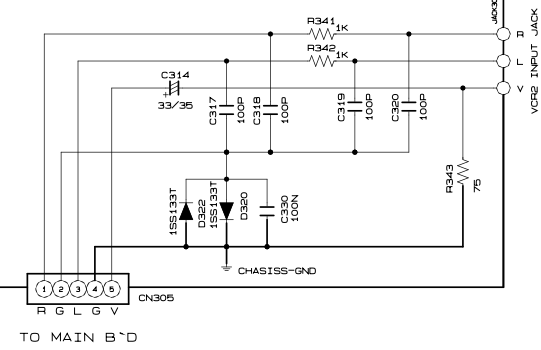 JACK30
R341
1K
R
R342
1K
L
C314
+
33/35
V
VCR2 INPUT JACK
C317
100P
C318
100P
C319
100P
C320
100P
R343
75
1SS133T
D322
1SS133T
D320
C330
100N
CHASISS-GND
1 2 3 4 5
CN305
R G L G V
TO MAIN B`D